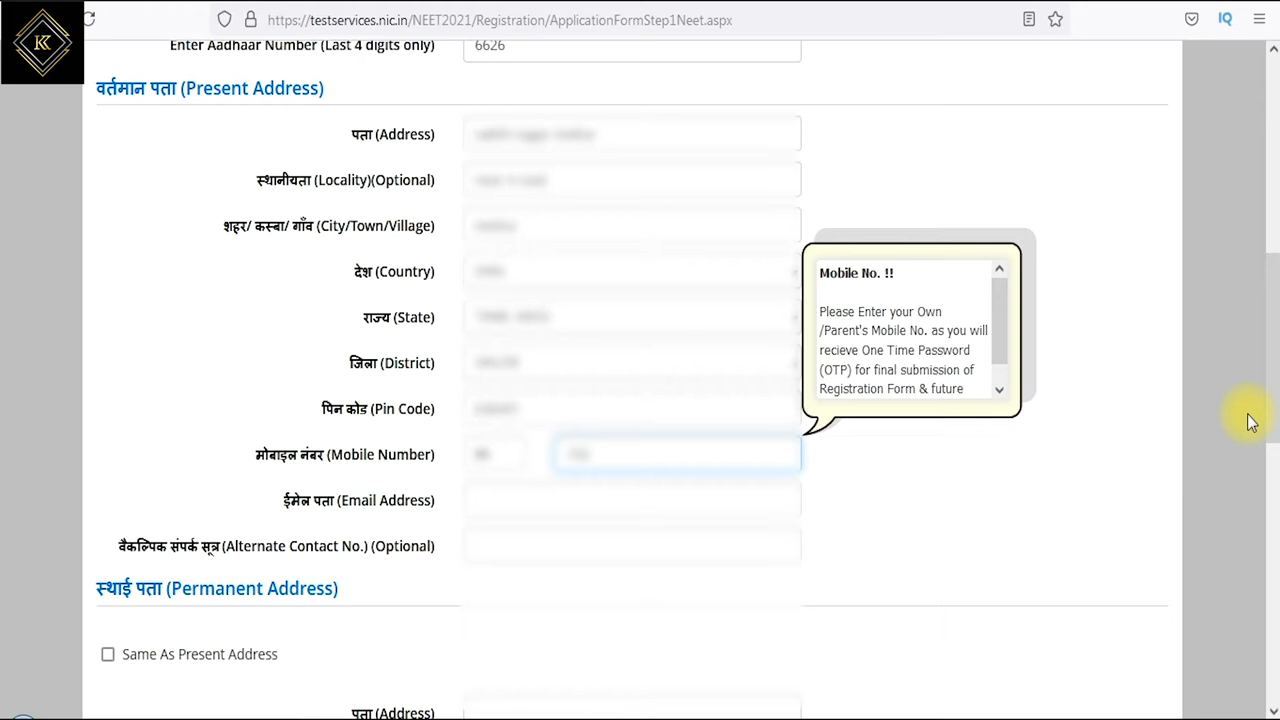 K
https://testservices.nic.in/NEET2021/Registration/ApplicationFormStep1Neet.aspx
IQ
Enter Aadhaar Number (Last 4 digits only) 6626
वर्तमान पता (Present Address)
पता (Address)
स्थानीयता (Locality)(Optional)
शहर/ कस्बा/ गाँव (City/Town/Village)
देश (Country)
राज्य (State)
जिला (District)
पिन कोड (Pin Code)
मोबाइल नंबर (Mobile Number)
Mobile No. !!
Please Enter your Own
/Parent's Mobile No. as you will
recieve One Time Password
(OTP) for final submission of
Registration Form & future
ईमेल पता (Email Address)
वैकल्पिक संपर्क सूत्र (Alternate Contact No.) (Optional)
स्थाई पता (Permanent Address)
Same As Present Address
पता (Address)